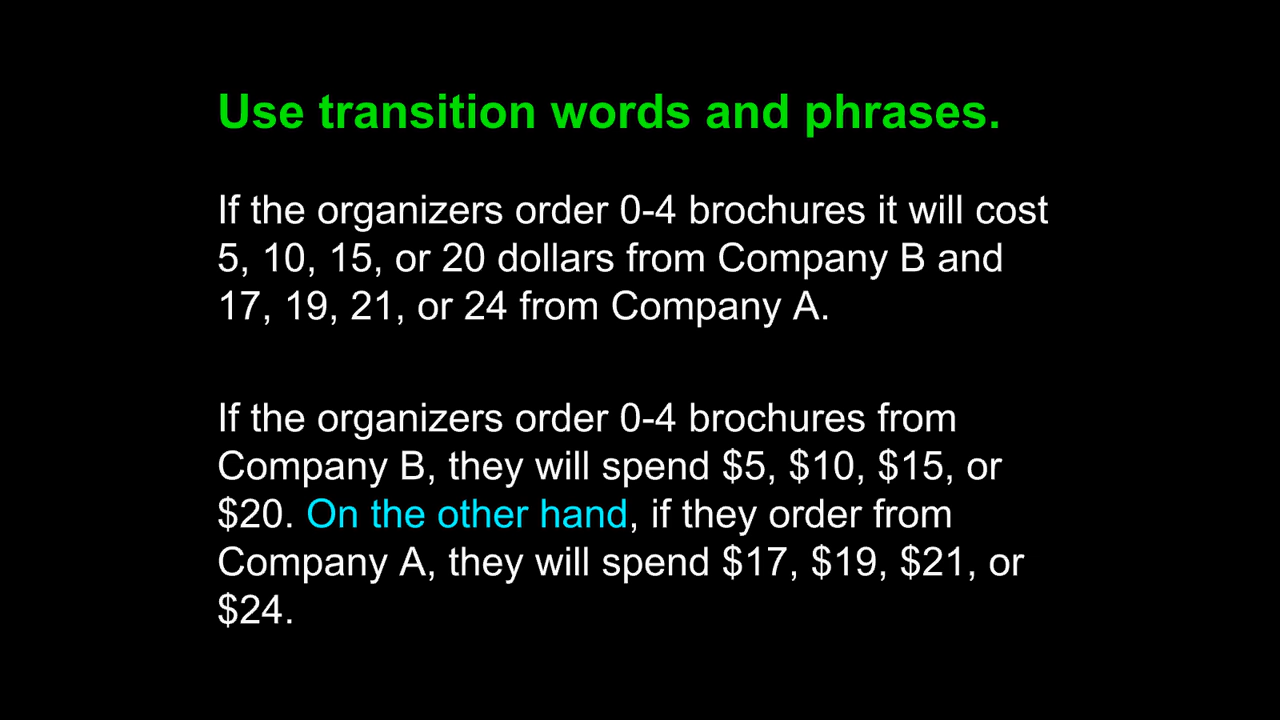 Use transition words and phrases.
If the organizers order 0-4 brochures it will cost
5, 10, 15, or 20 dollars from Company B and
17, 19, 21, or 24 from Company A.
If the organizers order 0-4 brochures from
Company B, they will spend $5, $10, $15, or
$20. On the other hand, if they order from
Company A, they will spend $17, $19, $21, or
$24.